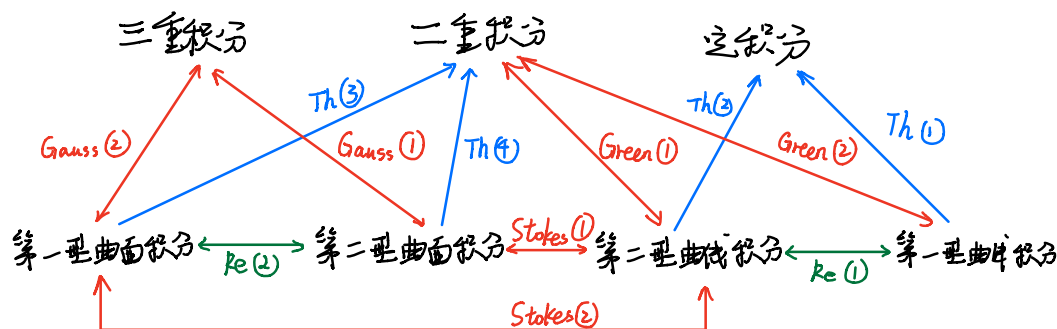 三重积分 二重积分 定积分
Th③ Th② Th①
Gauss② Gauss① Th④ Green① Green②
第一型曲面积分 Re② 第二型曲面积分 Stokes① 第二型曲线积分 Re① 第一型曲线积分
Stokes②